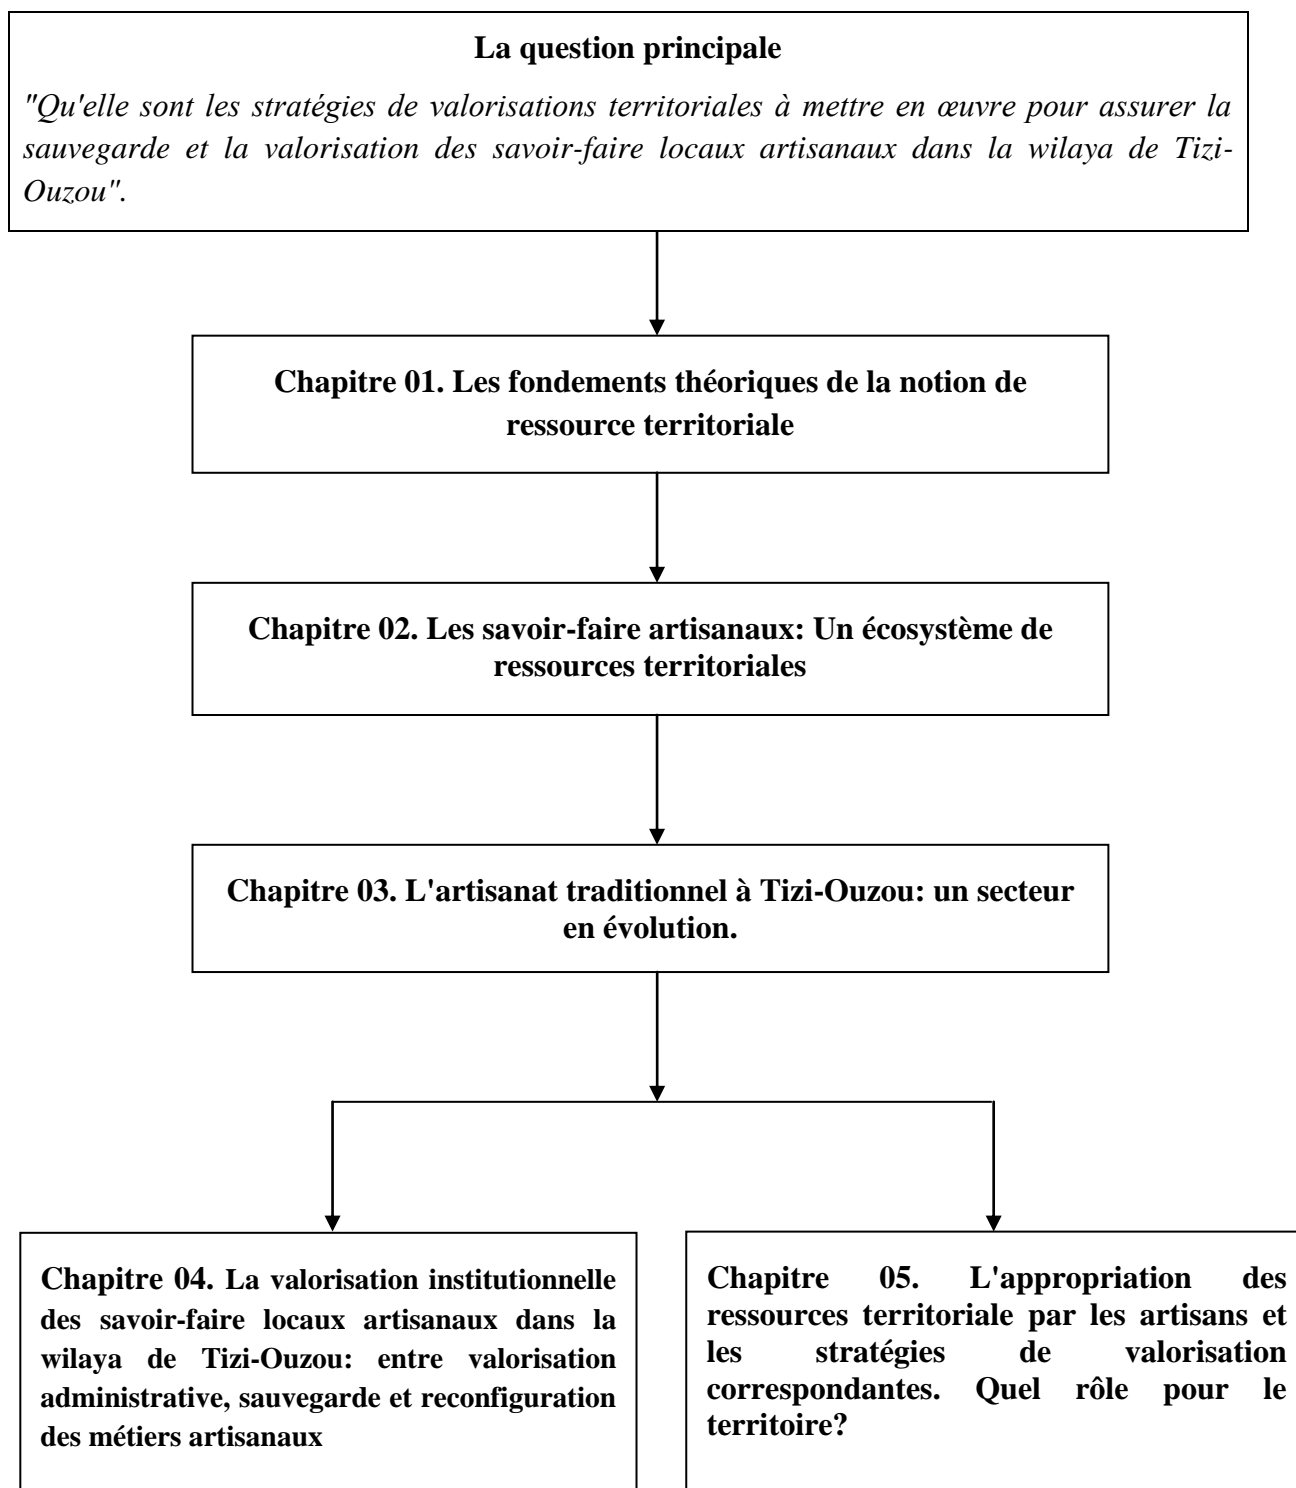 La question principale
"Qu'elle sont les stratégies de valorisations territoriales à mettre en œuvre pour assurer la
sauvegarde et la valorisation des savoir-faire locaux artisanaux dans la wilaya de Tizi-
Ouzou".
Chapitre 01. Les fondements théoriques de la notion de
ressource territoriale
Chapitre 02. Les savoir-faire artisanaux: Un écosystème de
ressources territoriales
Chapitre 03. L'artisanat traditionnel à Tizi-Ouzou: un secteur
en évolution.
Chapitre 04. La valorisation institutionnelle
des savoir-faire locaux artisanaux dans la
wilaya de Tizi-Ouzou: entre valorisation
administrative, sauvegarde et reconfiguration
des métiers artisanaux
Chapitre 05. L'appropriation des
ressources territoriale par les artisans et
les stratégies de valorisation
correspondantes. Quel rôle pour le
territoire?